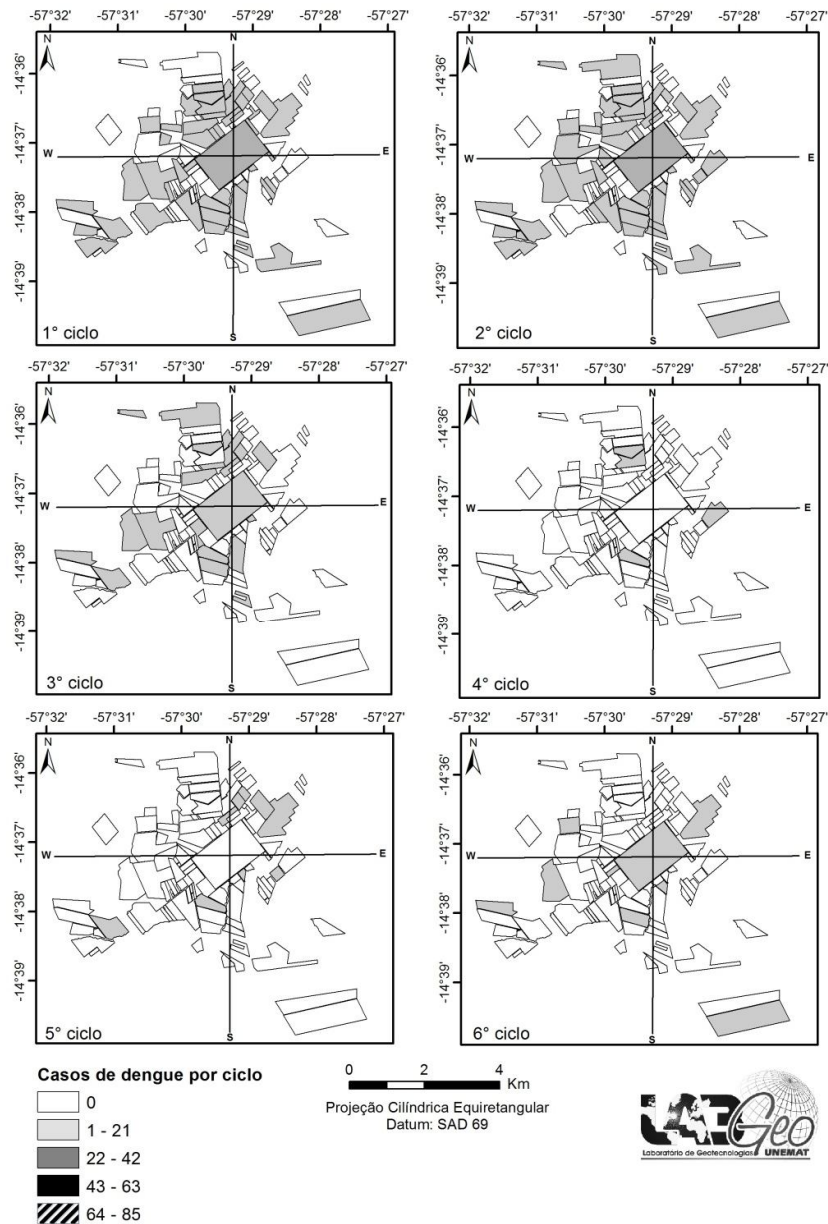 -57°32' -57°31' -57°30' -57°29' -57°28' -57°27'
-57°32' -57°31' -57°30' -57°29' -57°28' -57°27'
N
N
-14°36'
-14°37'
-14°38'
-14°39'
W
E
S
1° ciclo
N
N
-14°36'
-14°37'
-14°38'
-14°39'
W
E
S
2° ciclo
-57°32' -57°31' -57°30' -57°29' -57°28' -57°27'
-57°32' -57°31' -57°30' -57°29' -57°28' -57°27'
N
N
-14°36'
-14°37'
-14°38'
-14°39'
W
E
S
3° ciclo
N
N
-14°36'
-14°37'
-14°38'
-14°39'
W
E
S
4° ciclo
-57°32' -57°31' -57°30' -57°29' -57°28' -57°27'
-57°32' -57°31' -57°30' -57°29' -57°28' -57°27'
N
N
-14°36'
-14°37'
-14°38'
-14°39'
W
E
S
5° ciclo
N
N
-14°36'
-14°37'
-14°38'
-14°39'
W
E
S
6° ciclo
Casos de dengue por ciclo
0
1 - 21
22 - 42
43 - 63
64 - 85
0 2 4
Km
Projeção Cilíndrica Equiretangular
Datum: SAD 69
LABGeo
Laboratório de Geotecnologias UNEMAT